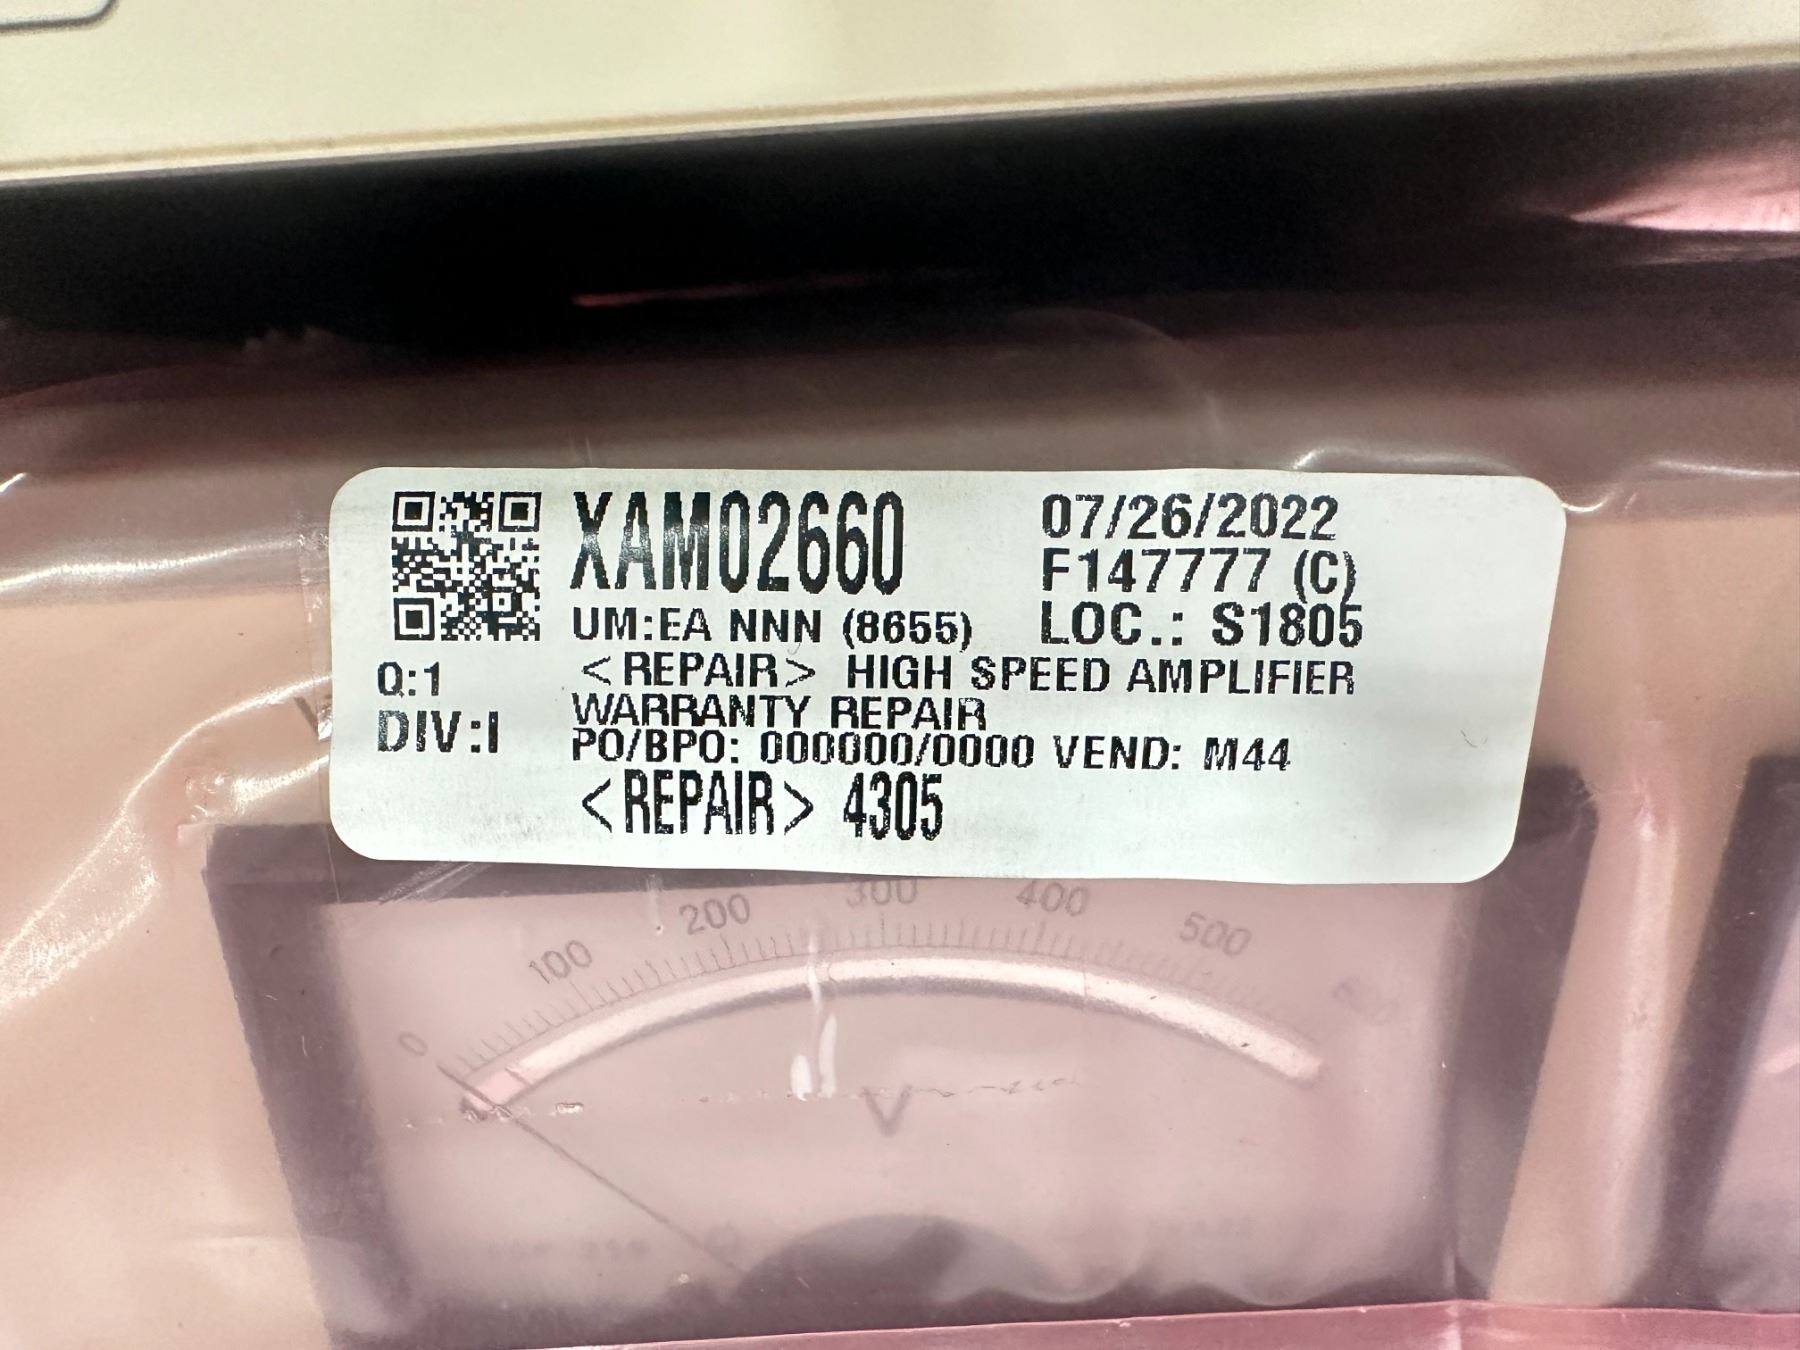 XAM02660
07/26/2022
F147777 (C)
UM:EA NNN (8655)
LOC.: S1805
Q:1
<REPAIR> HIGH SPEED AMPLIFIER
DIV:I
WARRANTY REPAIR
PO/BPO: 000000/0000 VEND: M44
<REPAIR> 4305
0 100 200 300 400 500 600
V